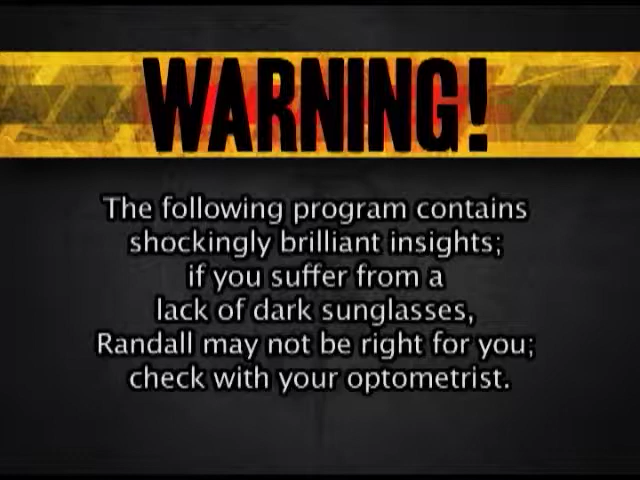 WARNING!
The following program contains
shockingly brilliant insights;
if you suffer from a
lack of dark sunglasses,
Randall may not be right for you;
check with your optometrist.